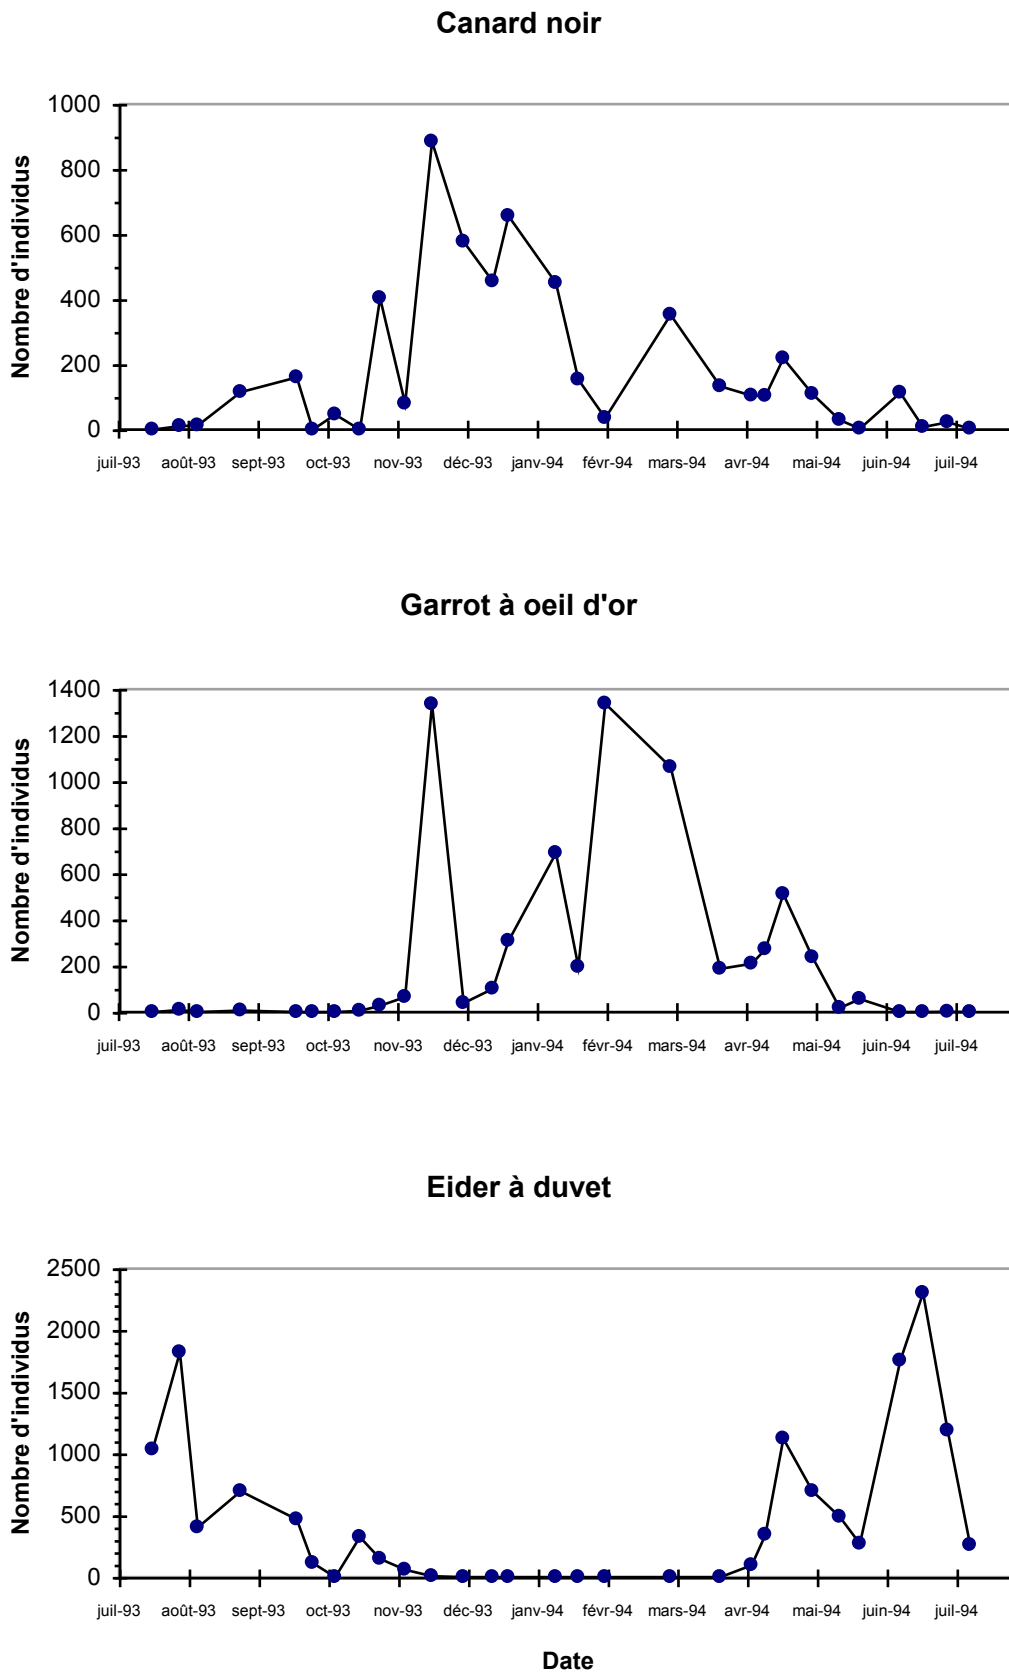 Canard noir
Nombre d'individus
1000
800
600
400
200
0
juil-93 août-93 sept-93 oct-93 nov-93 déc-93 janv-94 févr-94 mars-94 avr-94 mai-94 juin-94 juil-94
Garrot à oeil d'or
Nombre d'individus
1400
1200
1000
800
600
400
200
0
juil-93 août-93 sept-93 oct-93 nov-93 déc-93 janv-94 févr-94 mars-94 avr-94 mai-94 juin-94 juil-94
Eider à duvet
Nombre d'individus
2500
2000
1500
1000
500
0
juil-93 août-93 sept-93 oct-93 nov-93 déc-93 janv-94 févr-94 mars-94 avr-94 mai-94 juin-94 juil-94
Date